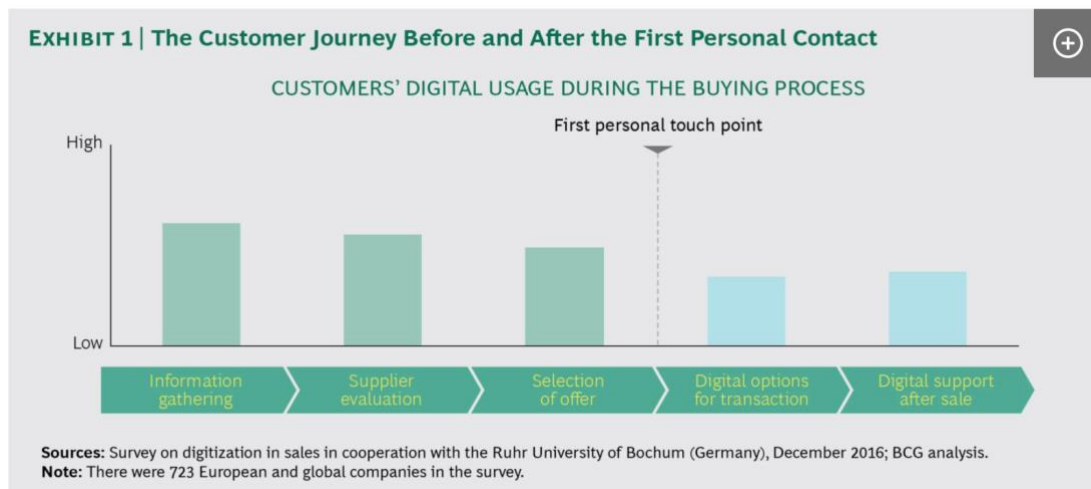 EXHIBIT 1 | The Customer Journey Before and After the First Personal Contact
CUSTOMERS’ DIGITAL USAGE DURING THE BUYING PROCESS
First personal touch point
High
Low
Information
gathering
Supplier
evaluation
Selection
of offer
Digital options
for transaction
Digital support
after sale
Sources: Survey on digitization in sales in cooperation with the Ruhr University of Bochum (Germany), December 2016; BCG analysis.
Note: There were 723 European and global companies in the survey.